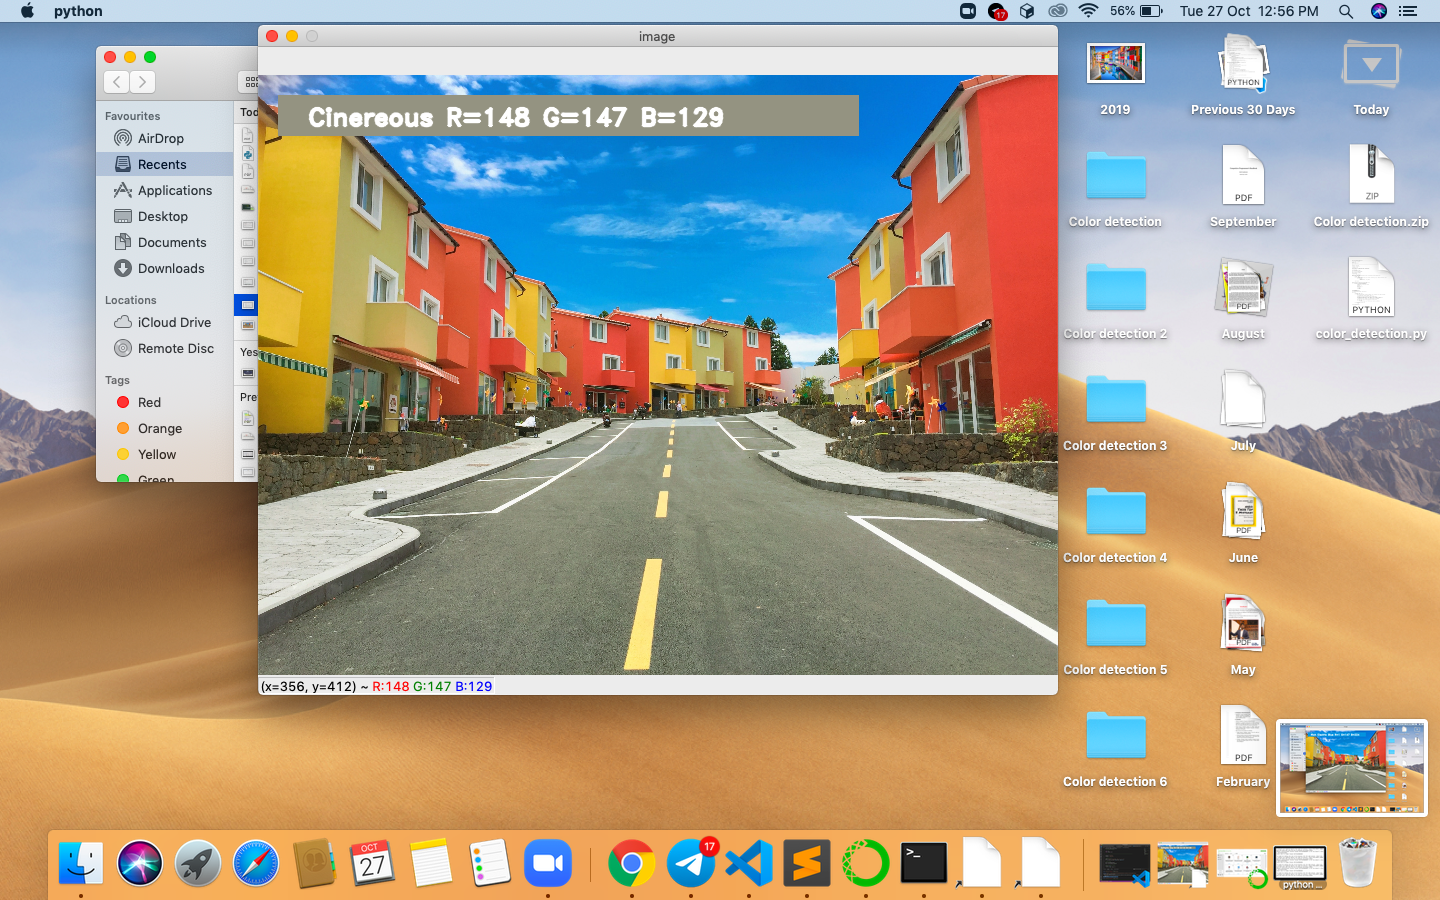 python
17
56%
Tue 27 Oct 12:56 PM
image
Cinereous R=148 G=147 B=129
(x=356, y=412) ~ R:148 G:147 B:129
Favourites
AirDrop
Recents
Applications
Desktop
Documents
Downloads
Locations
iCloud Drive
Remote Disc
Tags
Red
Orange
Yellow
Green
Tod
Yes
Pre
2019
PYTHON
Previous 30 Days
Today
Color detection
PDF
September
ZIP
Color detection.zip
Color detection 2
PDF
August
PYTHON
color_detection.py
Color detection 3
July
Color detection 4
PDF
June
Color detection 5
PDF
May
Color detection 6
PDF
February
OCT
27
17
>_
python ...